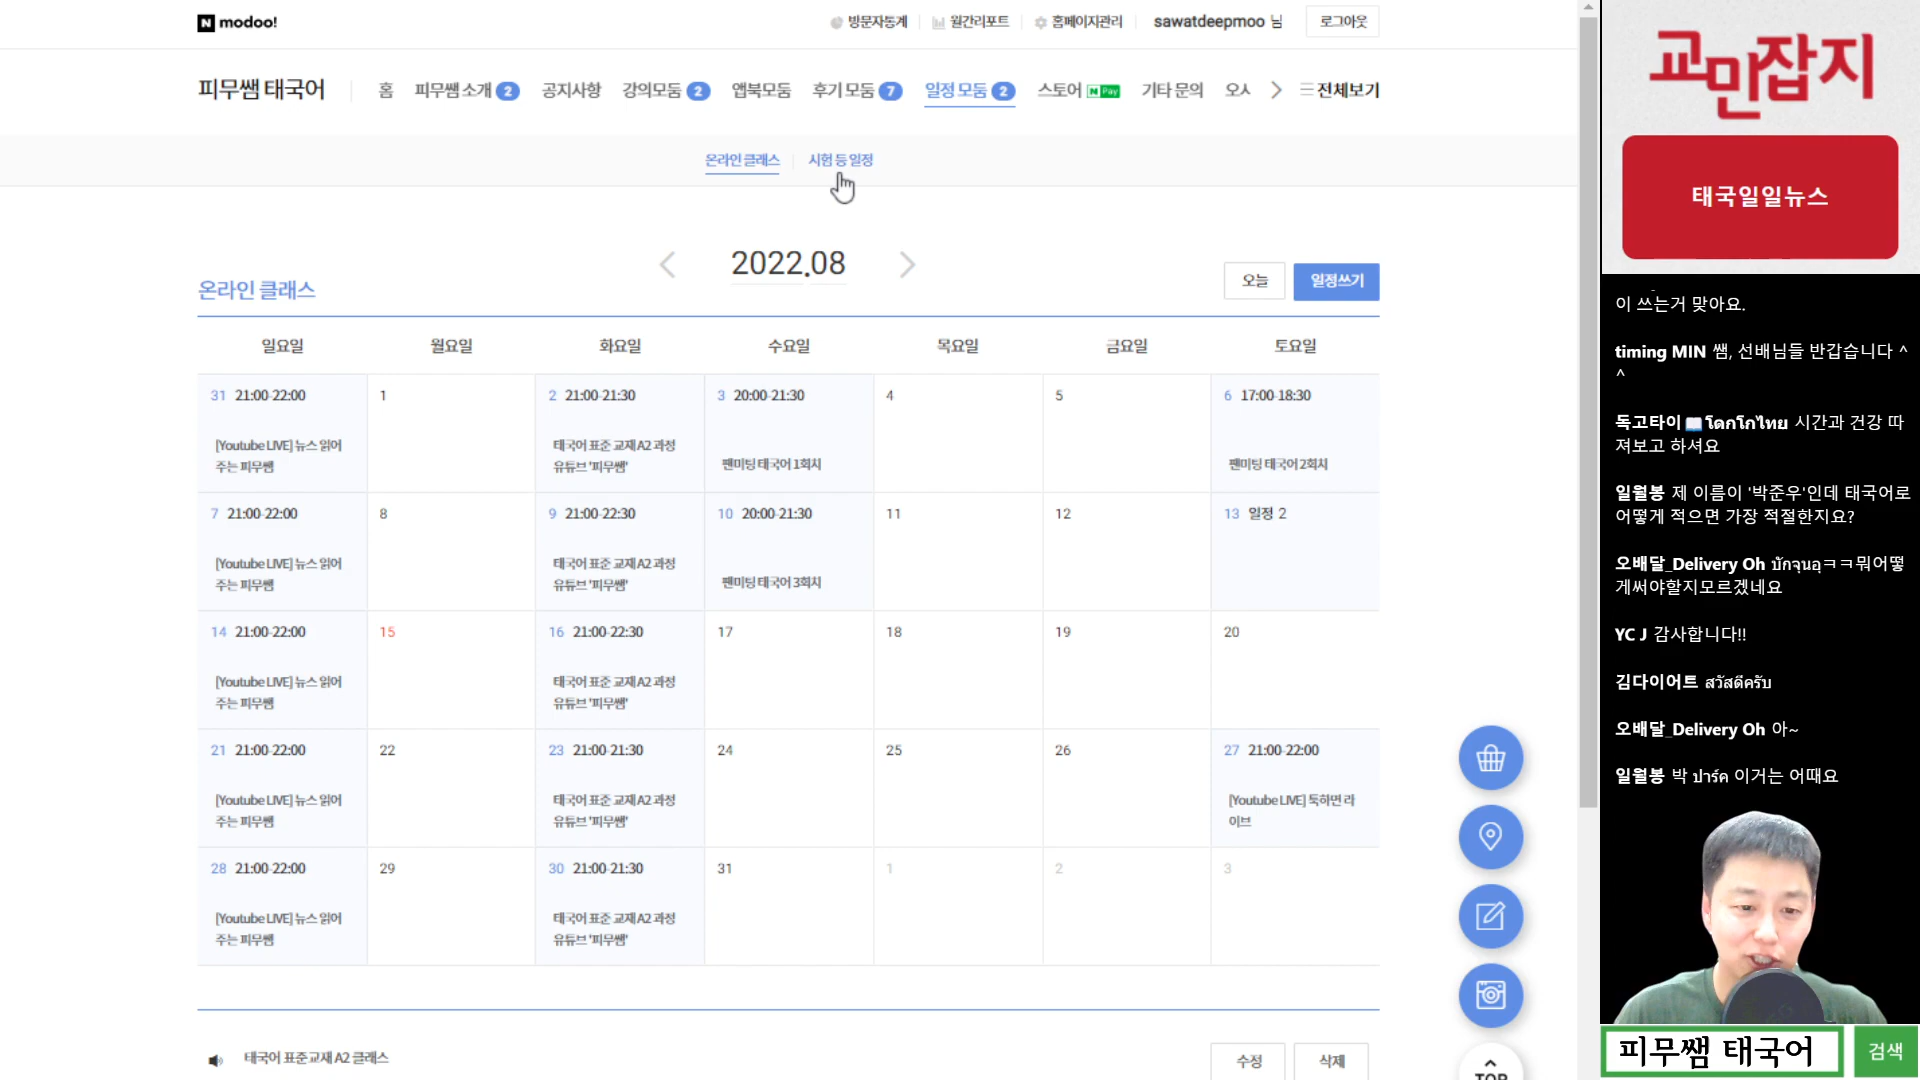 modoo!
방문자통계
월간리포트
홈페이지관리
sawatdeepmoo 님
로그아웃
피무쌤 태국어
홈
피무쌤 소개 2
공지사항
강의모둠 2
앱북모둠
후기 모둠 7
일정 모둠 2
스토어 N Pay
기타 문의
오시
전체보기
온라인 클래스
시험 등 일정
2022.08
온라인 클래스
오늘
일정쓰기
일요일 월요일 화요일 수요일 목요일 금요일 토요일
31 21:00-22:00
[Youtube LIVE] 뉴스 읽어
주는 피무쌤
1
2 21:00-21:30
태국어 표준 교재 A2 과정
유튜브 '피무쌤'
3 20:00-21:30
팬미팅 태국어 1회치
4
5
6 17:00-18:30
팬미팅 태국어 2회치
7 21:00-22:00
[Youtube LIVE] 뉴스 읽어
주는 피무쌤
8
9 21:00-22:30
태국어 표준 교재 A2 과정
유튜브 '피무쌤'
10 20:00-21:30
팬미팅 태국어 3회치
11
12
13 일정 2
14 21:00-22:00
[Youtube LIVE] 뉴스 읽어
주는 피무쌤
15
16 21:00-22:30
태국어 표준 교재 A2 과정
유튜브 '피무쌤'
17
18
19
20
21 21:00-22:00
[Youtube LIVE] 뉴스 읽어
주는 피무쌤
22
23 21:00-21:30
태국어 표준 교재 A2 과정
유튜브 '피무쌤'
24
25
26
27 21:00-22:00
[Youtube LIVE] 툭하면 라
이브
28 21:00-22:00
[Youtube LIVE] 뉴스 읽어
주는 피무쌤
29
30 21:00-21:30
태국어 표준 교재 A2 과정
유튜브 '피무쌤'
31
1
2
3
태국어 표준교재 A2 클래스
수정
삭제
TOP
교민잡지
태국일일뉴스
이 쓰는거 맞아요.
timing MIN 쌤, 선배님들 반갑습니다 ^
^
독고타이📖โดกโกไทย 시간과 건강 따
져보고 하셔요
일월봉 제 이름이 '박준우'인데 태국어로
어떻게 적으면 가장 적절한지요?
오배달_Delivery Oh บักจุนอุㅋㅋ뭐어떻
게써야할지모르겠네요
YC J 감사합니다!!
김다이어트 สวัสดีครับ
오배달_Delivery Oh 아~
일월봉 박 ปาร์ค 이거는 어때요
피무쌤 태국어
검색